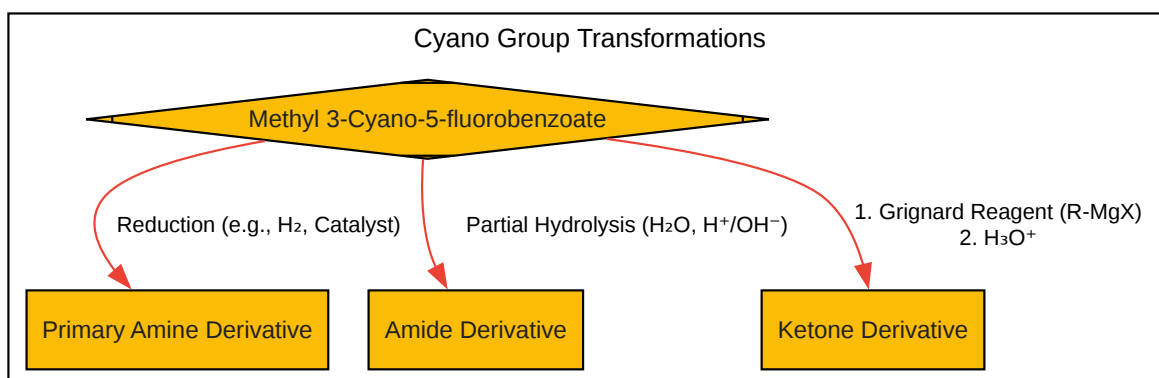 Cyano Group Transformations
Methyl 3-Cyano-5-fluorobenzoate
Reduction (e.g., H₂, Catalyst)
Partial Hydrolysis (H₂O, H⁺/OH⁻)
1. Grignard Reagent (R-MgX)
2. H₃O⁺
Primary Amine Derivative
Amide Derivative
Ketone Derivative